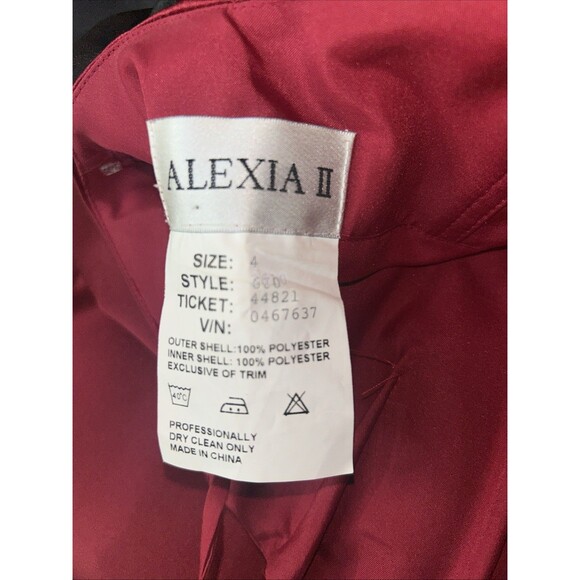 ALEXIA II
SIZE: 4
STYLE:
TICKET: 44821
V/N: 0467637
OUTER SHELL:100% POLYESTER
INNER SHELL: 100% POLYESTER
EXCLUSIVE OF TRIM
40°C
PROFESSIONALLY
DRY CLEAN ONLY
MADE IN CHINA